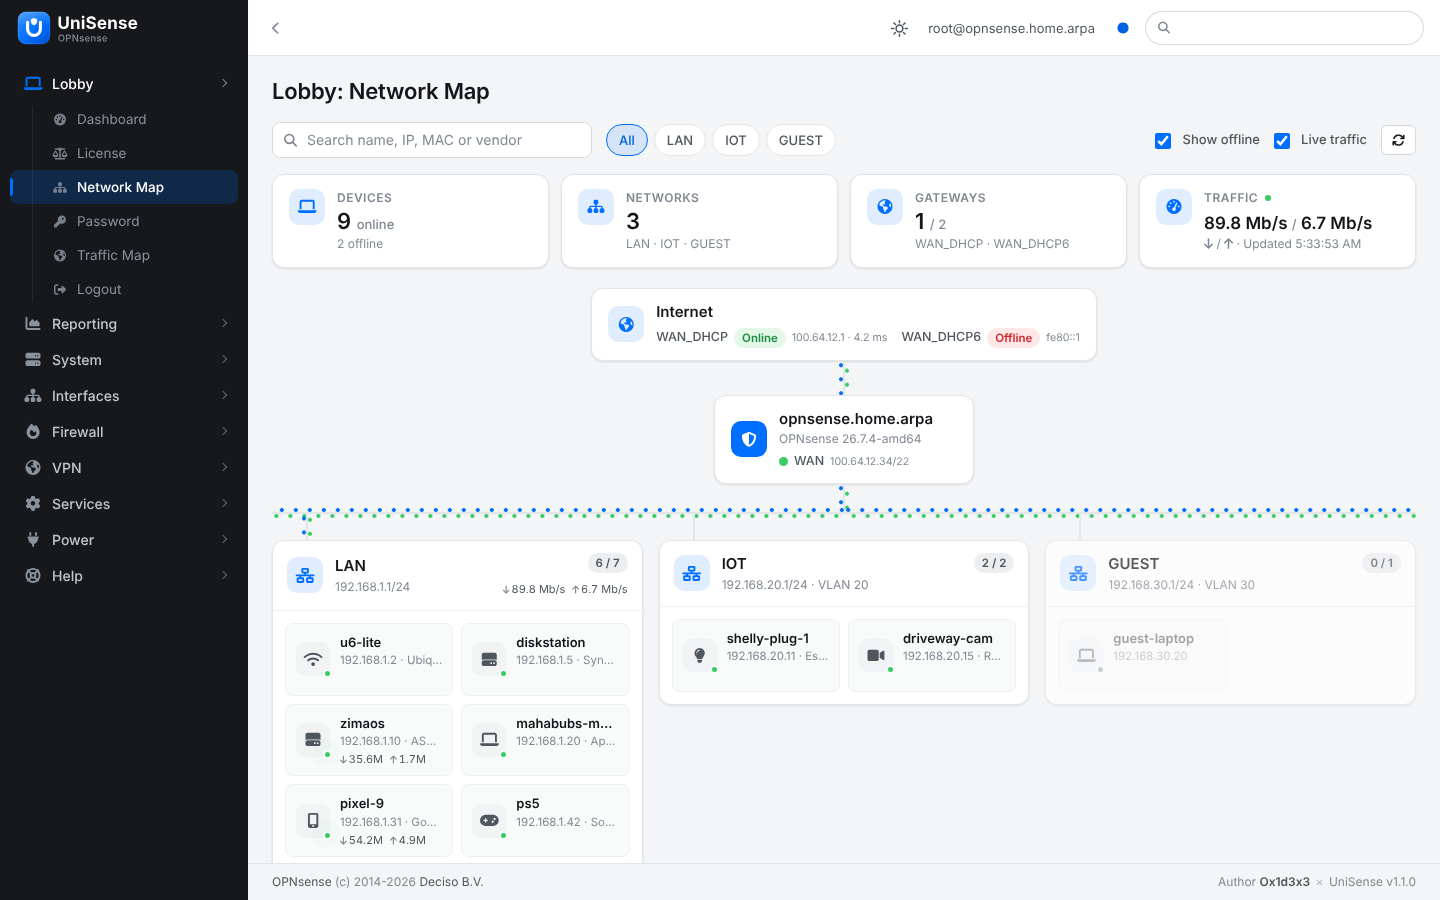 UniSense
OPNsense
root@opnsense.home.arpa
Lobby
Dashboard
License
Network Map
Password
Traffic Map
Logout
Reporting
System
Interfaces
Firewall
VPN
Services
Power
Help
Lobby: Network Map
Search name, IP, MAC or vendor
All
LAN
IOT
GUEST
Show offline
Live traffic
DEVICES
9 online
2 offline
NETWORKS
3
LAN · IOT · GUEST
GATEWAYS
1 / 2
WAN_DHCP · WAN_DHCP6
TRAFFIC
89.8 Mb/s / 6.7 Mb/s
↓ / ↑ · Updated 5:33:53 AM
Internet
WAN_DHCP Online 100.64.12.1 · 4.2 ms WAN_DHCP6 Offline fe80::1
opnsense.home.arpa
OPNsense 26.7.4-amd64
WAN 100.64.12.34/22
LAN
6 / 7
192.168.1.1/24
↓89.8 Mb/s ↑6.7 Mb/s
u6-lite
192.168.1.2 · Ubiq...
diskstation
192.168.1.5 · Syn...
zimaos
192.168.1.10 · AS...
↓35.6M ↑1.7M
mahabubs-m...
192.168.1.20 · Ap...
pixel-9
192.168.1.31 · Go...
↓54.2M ↑4.9M
ps5
192.168.1.42 · So...
IOT
2 / 2
192.168.20.1/24 · VLAN 20
shelly-plug-1
192.168.20.11 · Es...
driveway-cam
192.168.20.15 · R...
GUEST
0 / 1
192.168.30.1/24 · VLAN 30
guest-laptop
192.168.30.20
OPNsense (c) 2014-2026 Deciso B.V.
Author Ox1d3x3 × UniSense v1.1.0